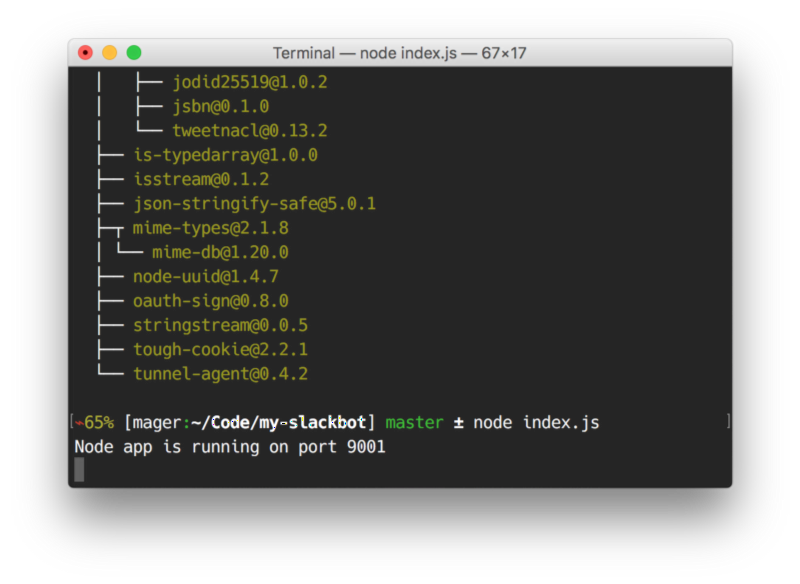 Terminal — node index.js — 67×17
│   ├── jodid25519@1.0.2
│   ├── jsbn@0.1.0
│   └── tweetnacl@0.13.2
├── is-typedarray@1.0.0
├── isstream@0.1.2
├── json-stringify-safe@5.0.1
├─┬ mime-types@2.1.8
│ └── mime-db@1.20.0
├── node-uuid@1.4.7
├── oauth-sign@0.8.0
├── stringstream@0.0.5
├── tough-cookie@2.2.1
└── tunnel-agent@0.4.2
[⌁65% [mager:~/Code/my-slackbot] master ± node index.js ]
Node app is running on port 9001